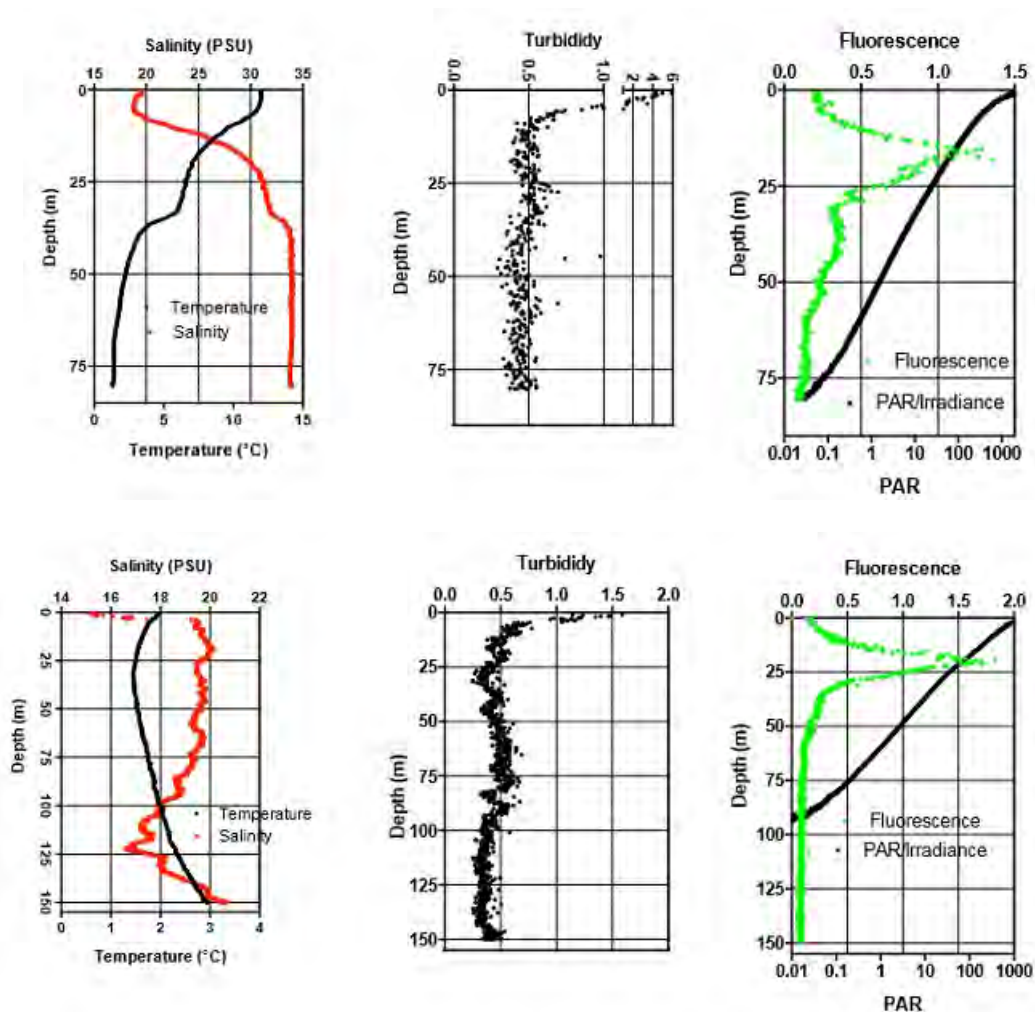 Salinity (PSU)
15 20 25 30 35
0
25
50
75
Depth (m)
Temperature
Salinity
0 5 10 15
Temperature (°C)
Turbididy
0.0 0.5 1.0 2 4 6
0
25
50
75
Depth (m)
Fluorescence
0.0 0.5 1.0 1.5
0
25
50
75
Depth (m)
Fluorescence
PAR/Irradiance
0.01 0.1 1 10 100 1000
PAR
Salinity (PSU)
14 16 18 20 22
0
25
50
75
100
125
150
Depth (m)
Temperature
Salinity
0 1 2 3 4
Temperature (°C)
Turbididy
0.0 0.5 1.0 1.5 2.0
0
25
50
75
100
125
150
Depth (m)
Fluorescence
0.0 0.5 1.0 1.5 2.0
0
25
50
75
100
125
150
Depth (m)
Fluorescence
PAR/Irradiance
0.01 0.1 1 10 100 1000
PAR